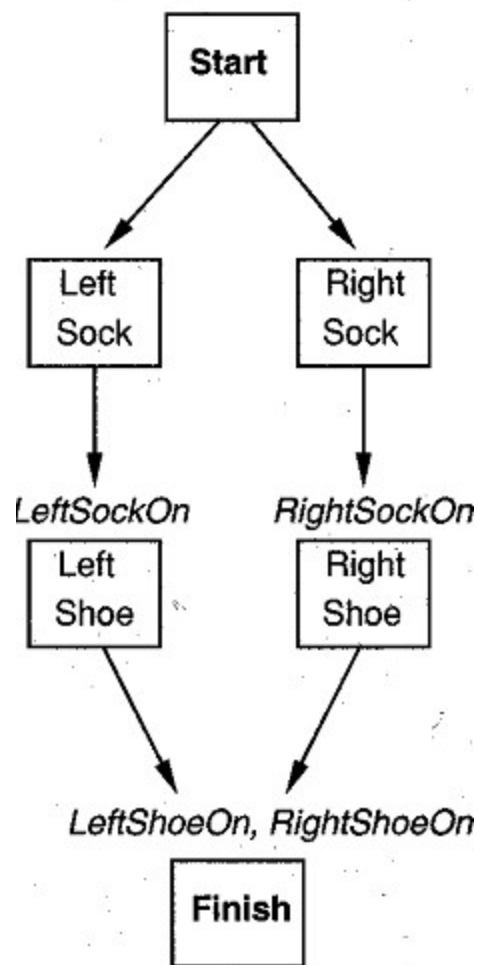 Start
Left Right
Sock Sock
LeftSockOn RightSockOn
Left Right
Shoe Shoe
LeftShoeOn, RightShoeOn
Finish